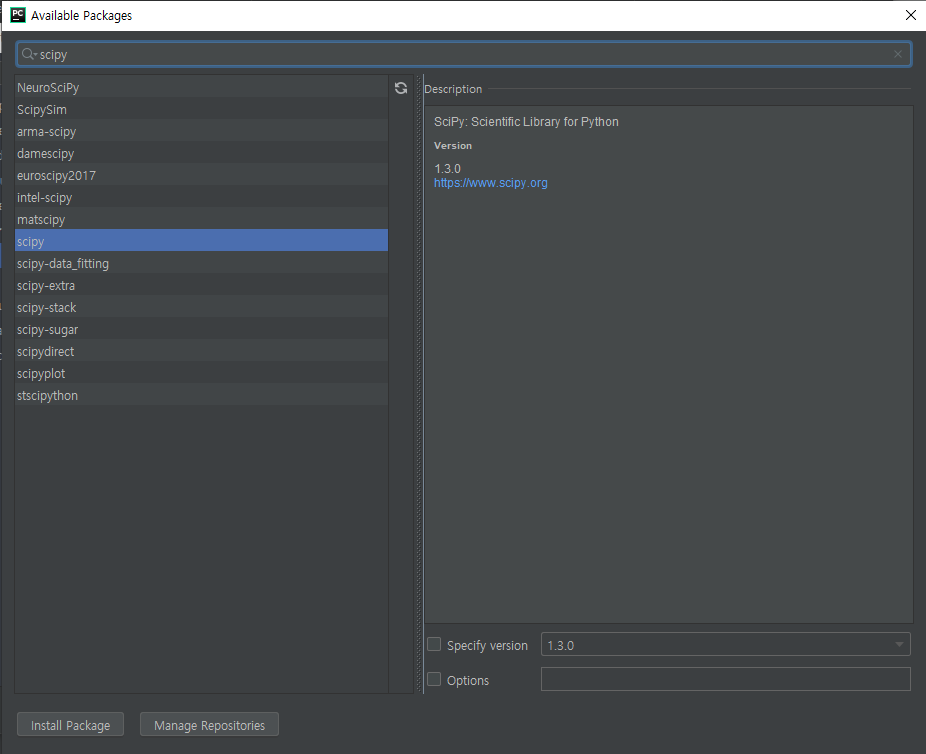 PC
Available Packages
scipy
NeuroSciPy
ScipySim
arma-scipy
damescipy
euroscipy2017
intel-scipy
matscipy
scipy
scipy-data_fitting
scipy-extra
scipy-stack
scipy-sugar
scipydirect
scipyplot
stscipython
Description
SciPy: Scientific Library for Python
Version
1.3.0
https://www.scipy.org
Specify version
1.3.0
Options
Install Package
Manage Repositories